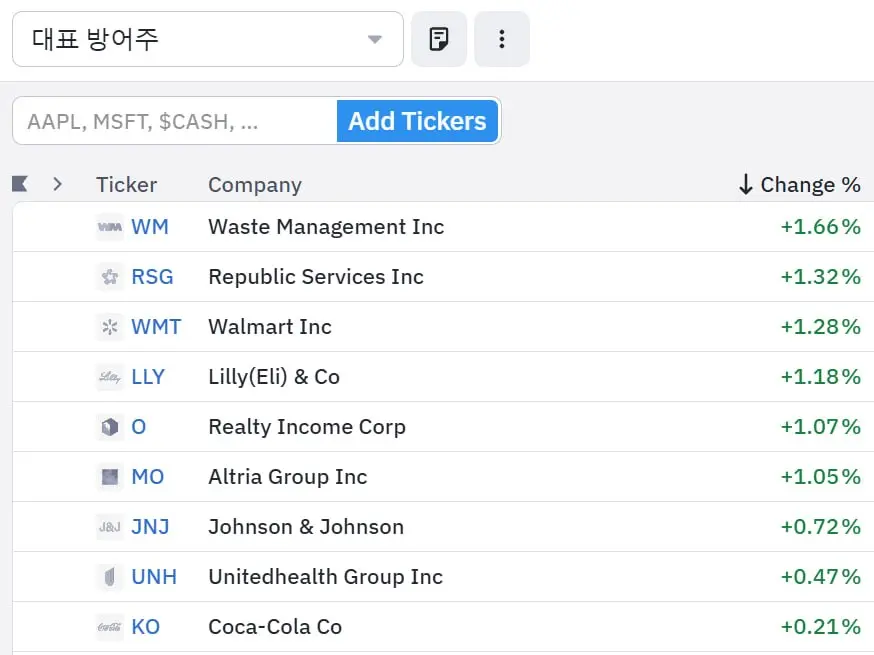 대표 방어주
AAPL, MSFT, $CASH, ... Add Tickers
Ticker Company ↓ Change %
WM Waste Management Inc +1.66%
RSG Republic Services Inc +1.32%
WMT Walmart Inc +1.28%
Lilly LLY Lilly(Eli) & Co +1.18%
O Realty Income Corp +1.07%
MO Altria Group Inc +1.05%
J&J JNJ Johnson & Johnson +0.72%
UNH Unitedhealth Group Inc +0.47%
Coca-Cola KO Coca-Cola Co +0.21%